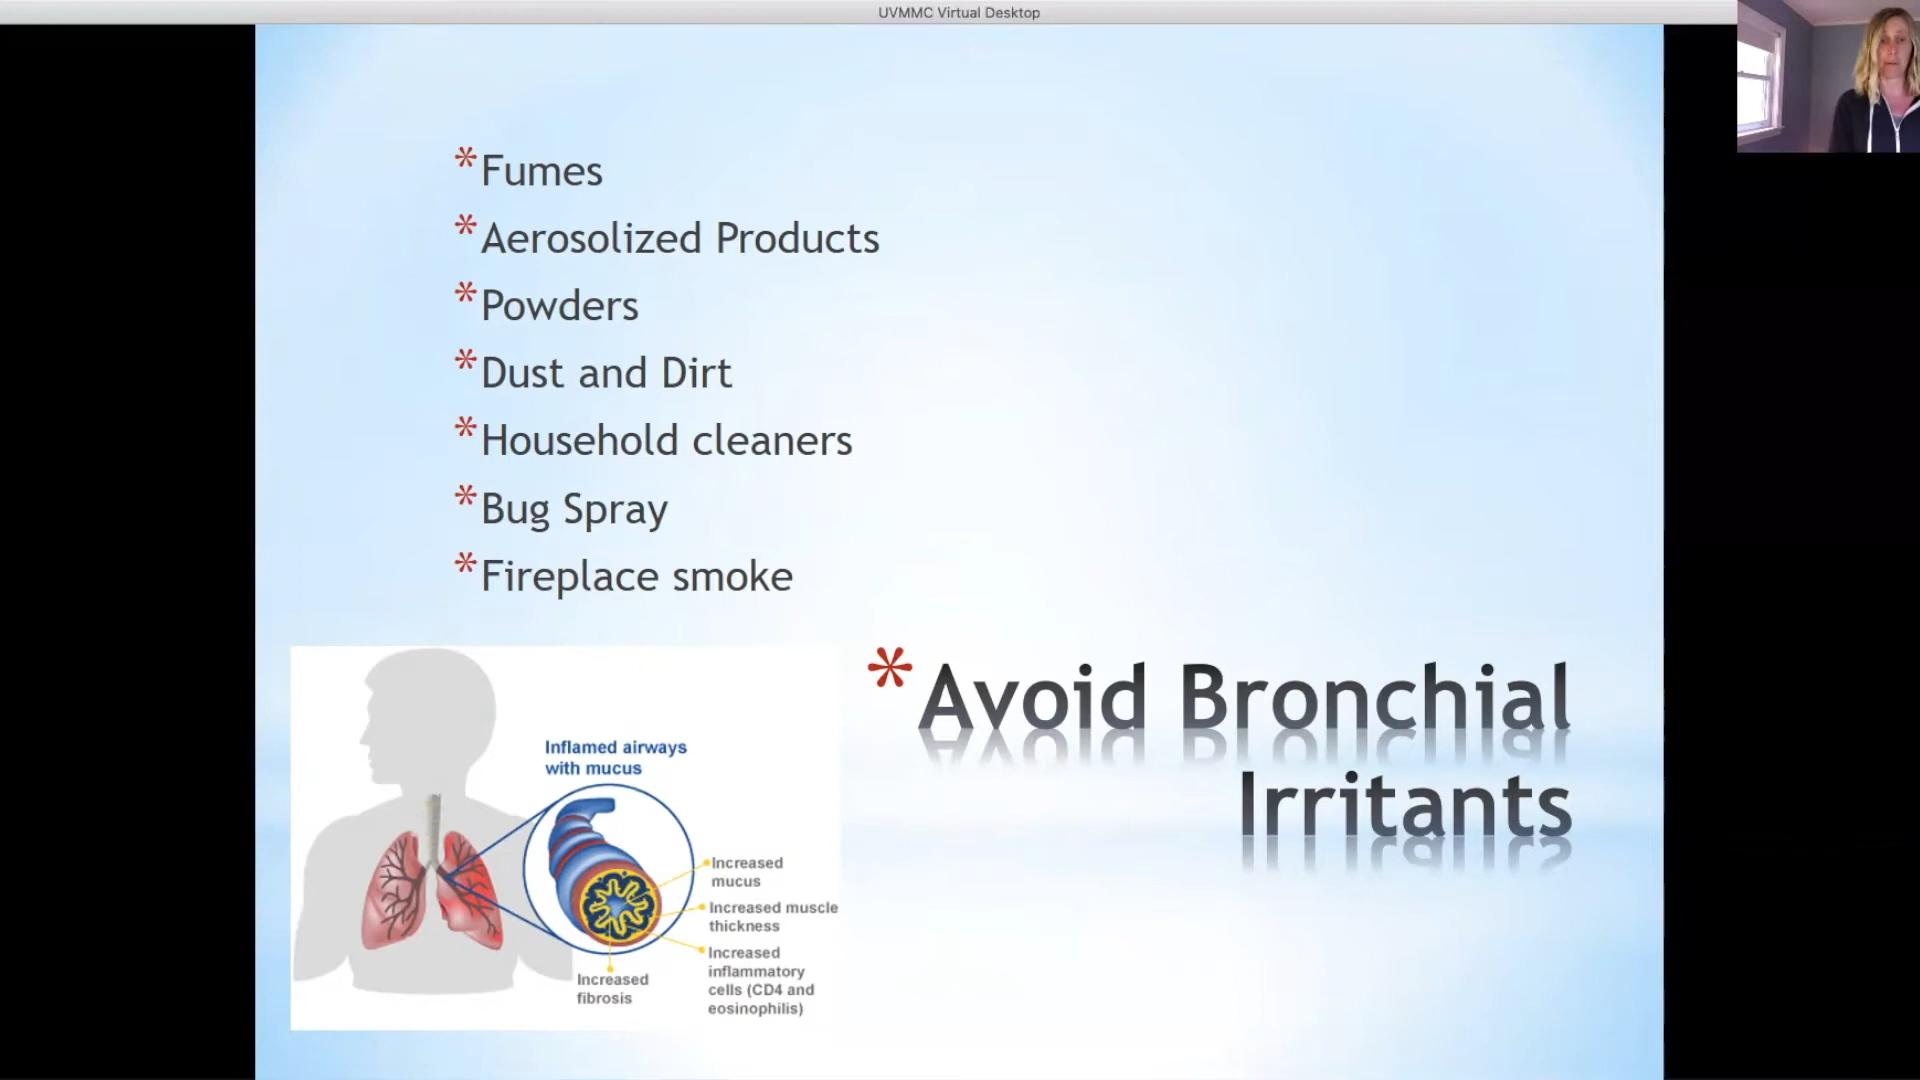 UVMMC Virtual Desktop
*Fumes
*Aerosolized Products
*Powders
*Dust and Dirt
*Household cleaners
*Bug Spray
*Fireplace smoke
*Avoid Bronchial
Irritants
Inflamed airways
with mucus
Increased
mucus
Increased muscle
thickness
Increased
inflammatory
cells (CD4 and
eosinophilis)
Increased
fibrosis